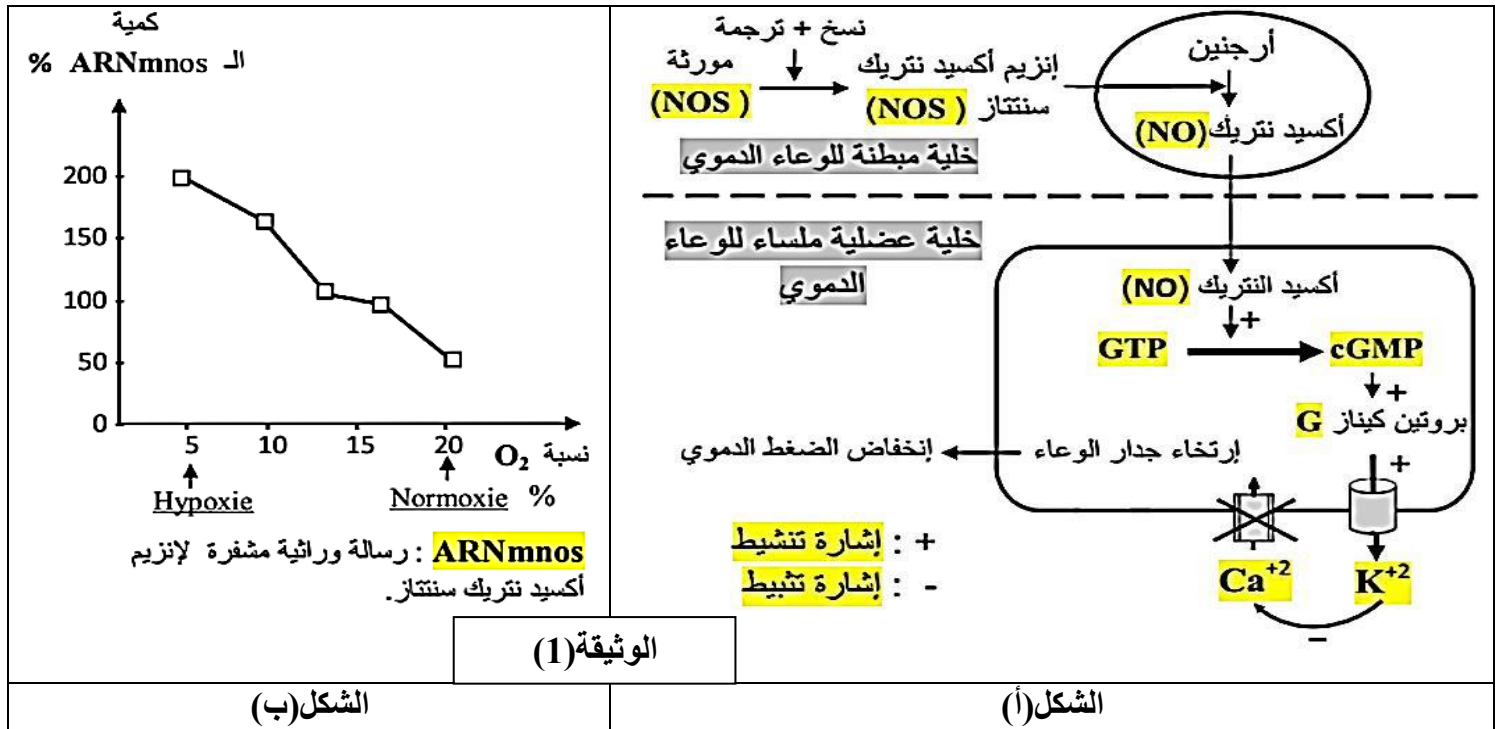 نسخ + ترجمة
مورثة
(NOS )
إنزيم أكسيد نتريك
سنتتاز ( NOS)
أرجنين
أكسيد نتريك (NO)
خلية مبطنة للوعاء الدموي
خلية عضلية ملساء للوعاء
الدموي
أكسيد النتريك (NO)
+
GTP
cGMP
+
بروتين كيناز G
+
إرتخاء جدار الوعاء
إنخفاض الضغط الدموي
+ : إشارة تنشيط
- : إشارة تثبيط
Ca+2
K+2
−
الشكل(أ)
كمية
الـ ARNmnos %
200
150
100
50
0
5
10
15
20
نسبة O2
%
Hypoxie
Normoxie
ARNmnos : رسالة وراثية مشفرة لإنزيم
أكسيد نتريك سنتتاز.
الوثيقة(1)
الشكل(ب)